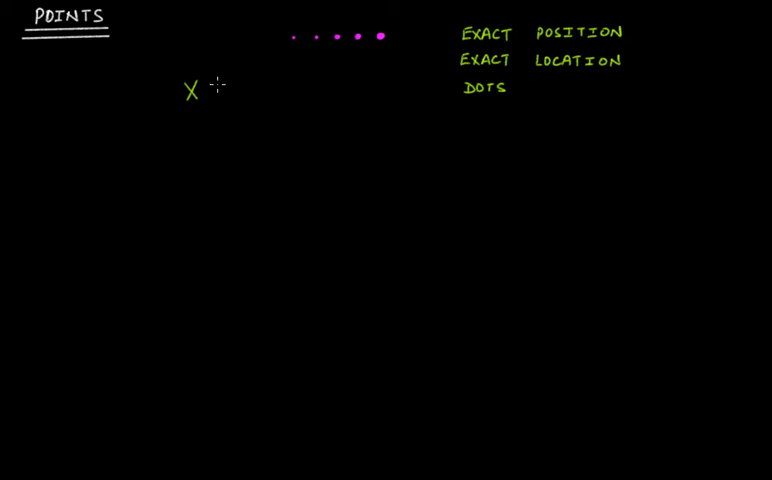 POINTS
EXACT POSITION
EXACT LOCATION
DOTS
X